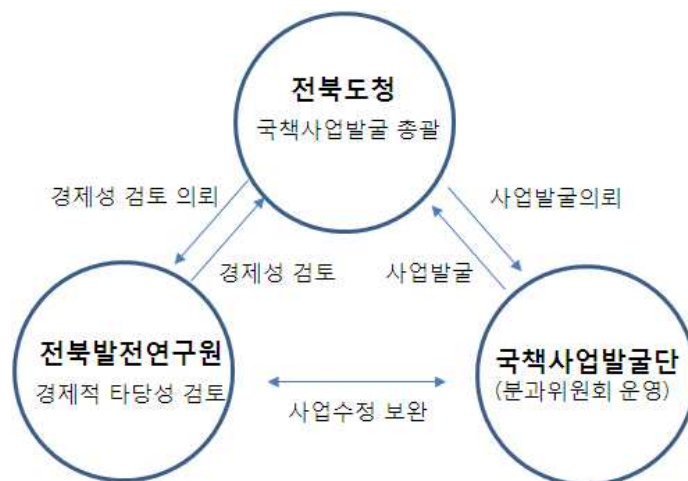 전북도청
국책사업발굴 총괄
경제성 검토 의뢰
사업발굴의뢰
경제성 검토
사업발굴
전북발전연구원
경제적 타당성 검토
국책사업발굴단
(분과위원회 운영)
사업수정 보완